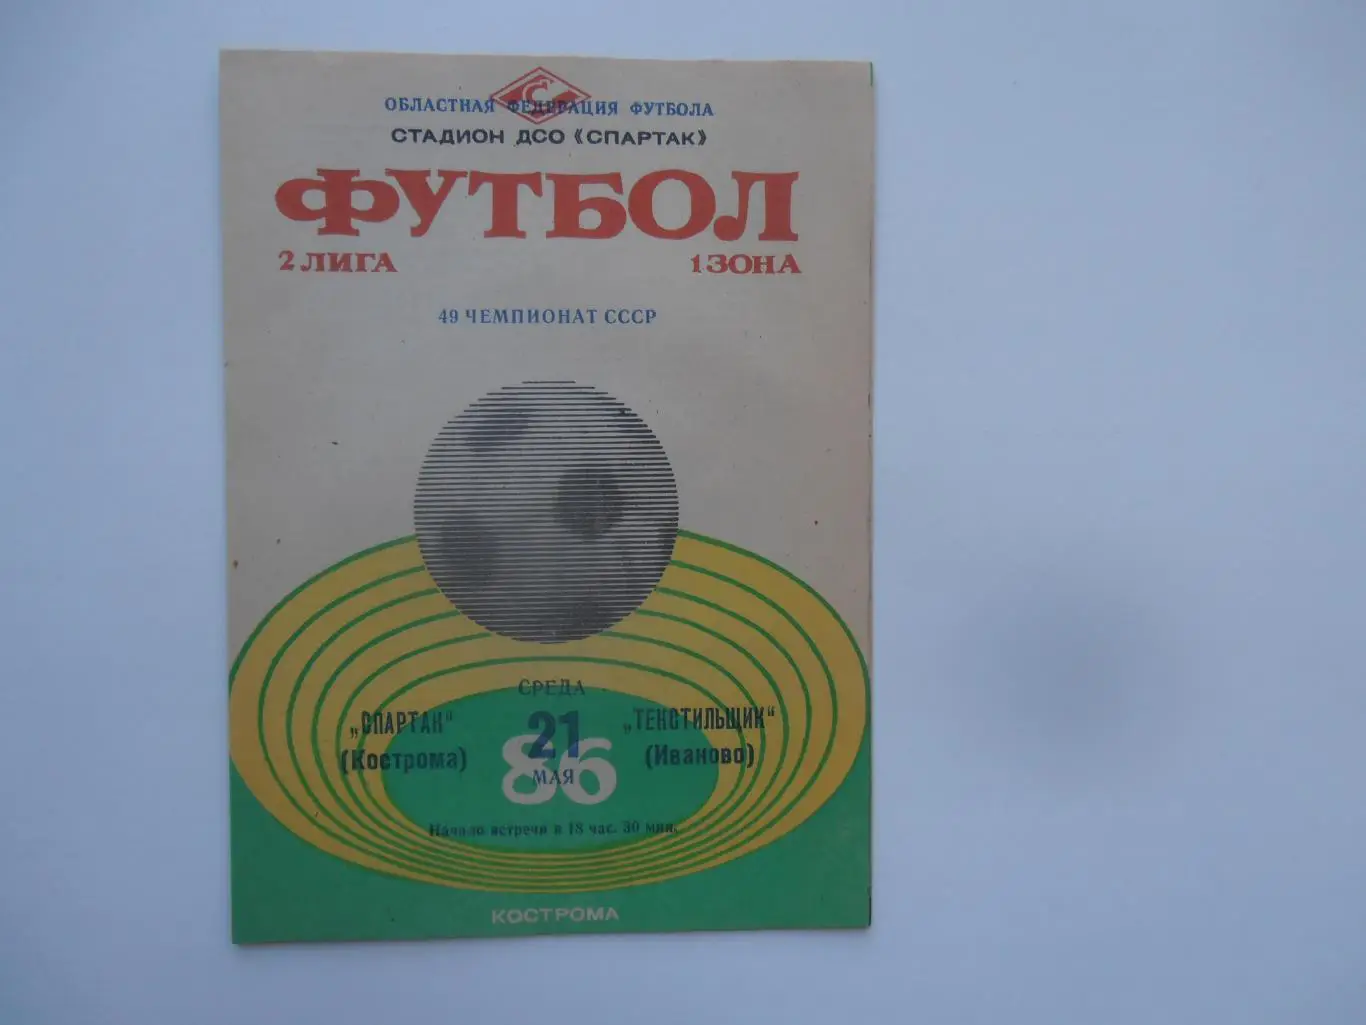 ОБЛАСТНАЯ ФЕДЕРАЦИЯ ФУТБОЛА
СТАДИОН ДСО «СПАРТАК»
ФУТБОЛ
2 ЛИГА 1 ЗОНА
49 ЧЕМПИОНАТ СССР
СРЕДА
„СПАРТАК“ 21 „ТЕКСТИЛЬЩИК“
(Кострома) 86 (Иваново)
МАЯ
Начало встречи в 18 час. 30 мин.
КОСТРОМА